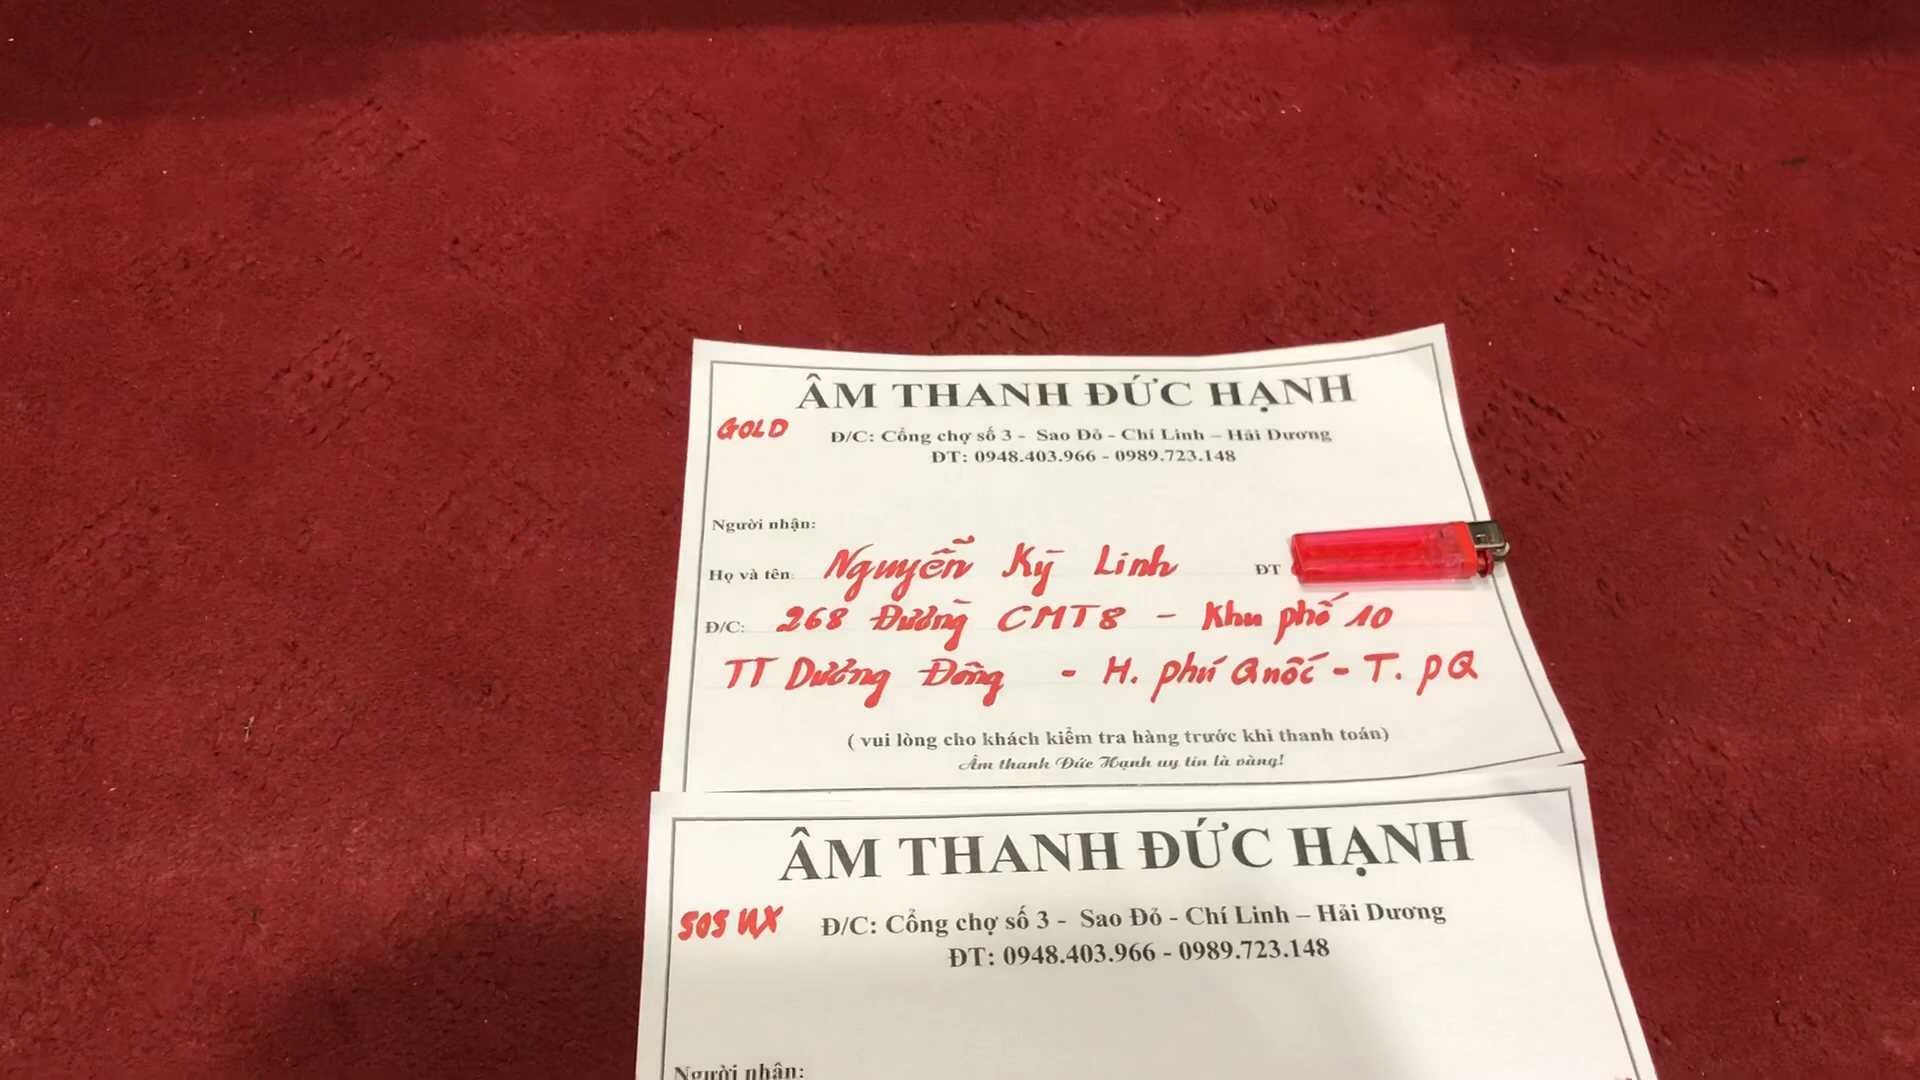 ÂM THANH ĐỨC HẠNH
GOLD
Đ/C: Cổng chợ số 3 - Sao Đỏ - Chí Linh – Hải Dương
ĐT: 0948.403.966 - 0989.723.148
Người nhận:
Họ và tên: Nguyễn Kỳ Linh ĐT
Đ/C: 268 Đường CMT8 - Khu phố 10
TT Dương Đông - H. Phú Quốc - T. PQ
( vui lòng cho khách kiểm tra hàng trước khi thanh toán)
Âm thanh Đức Hạnh uy tín là vàng!
ÂM THANH ĐỨC HẠNH
505 UX
Đ/C: Cổng chợ số 3 - Sao Đỏ - Chí Linh – Hải Dương
ĐT: 0948.403.966 - 0989.723.148
Người nhận: